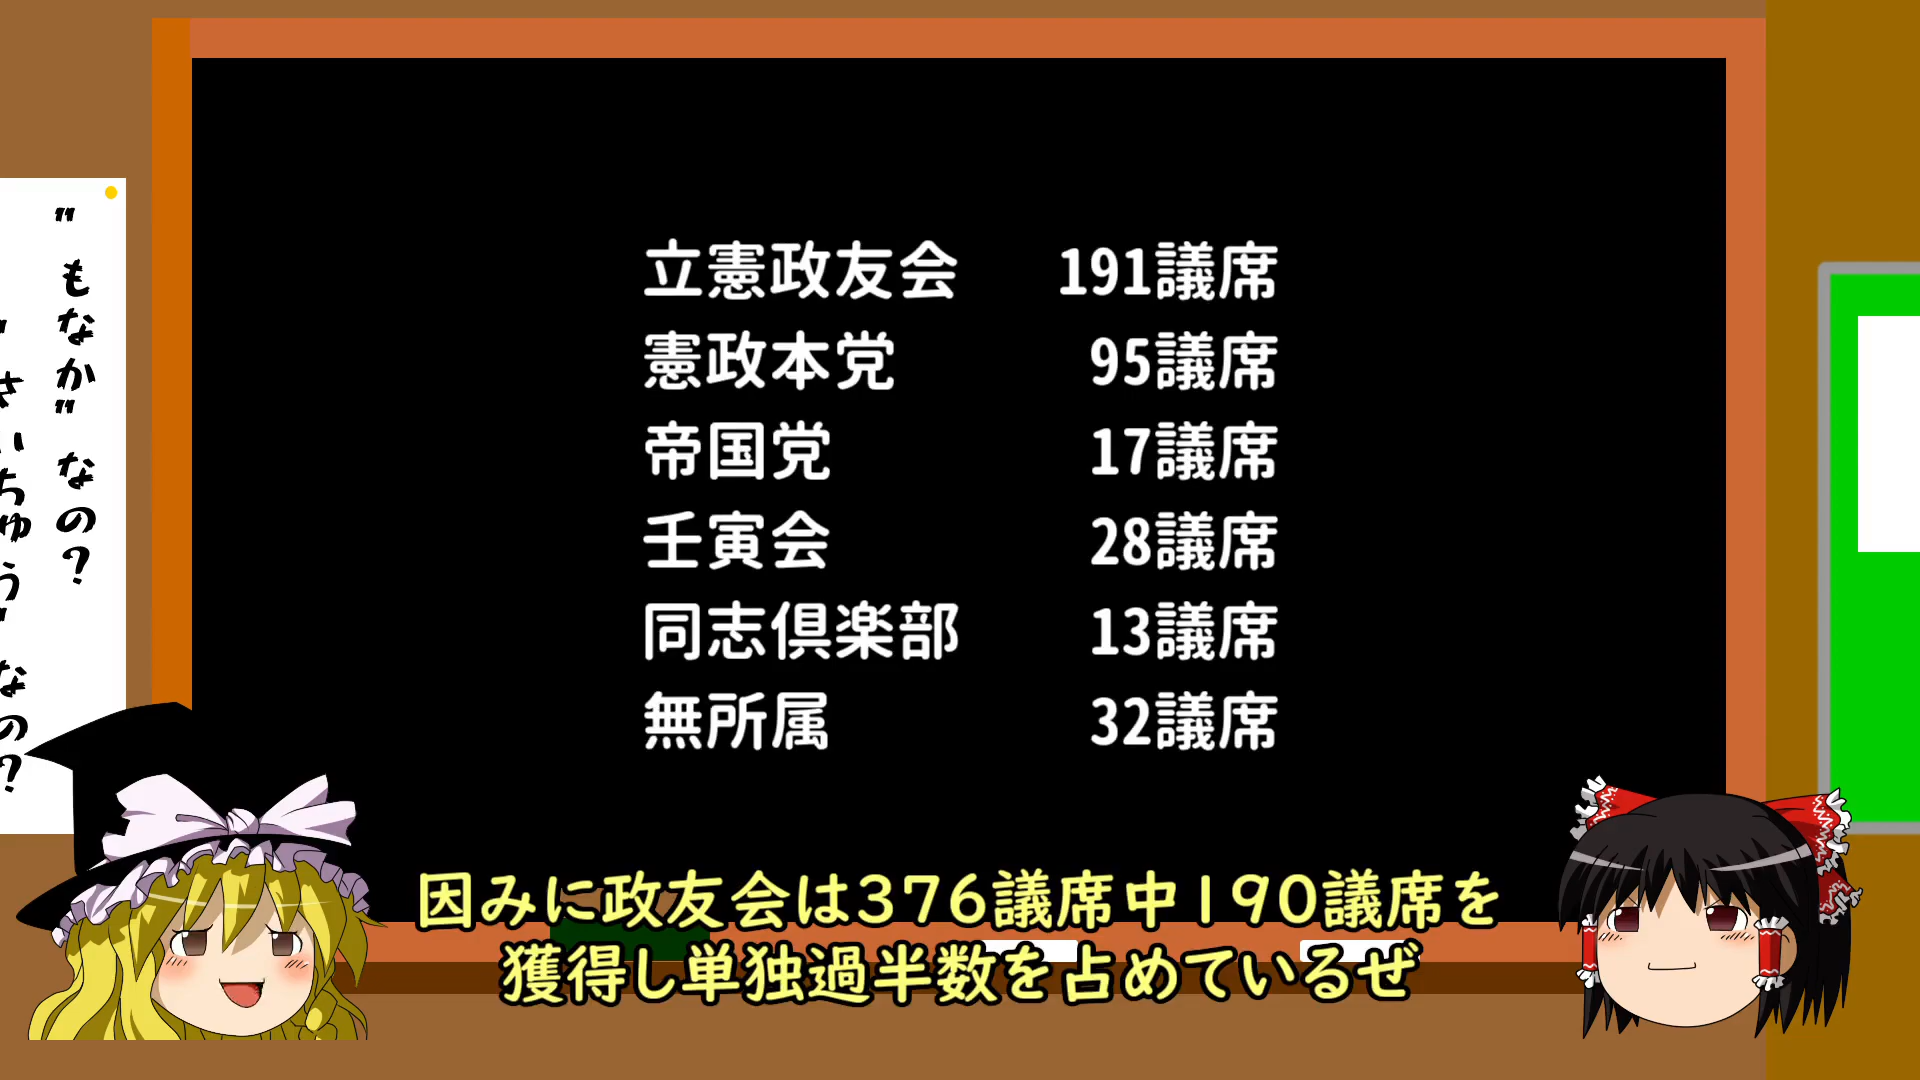 "もなか"なの?
"さいちゅう"なの?
立憲政友会 191議席
憲政本党 95議席
帝国党 17議席
壬寅会 28議席
同志倶楽部 13議席
無所属 32議席
因みに政友会は376議席中190議席を
獲得し単独過半数を占めているぜ